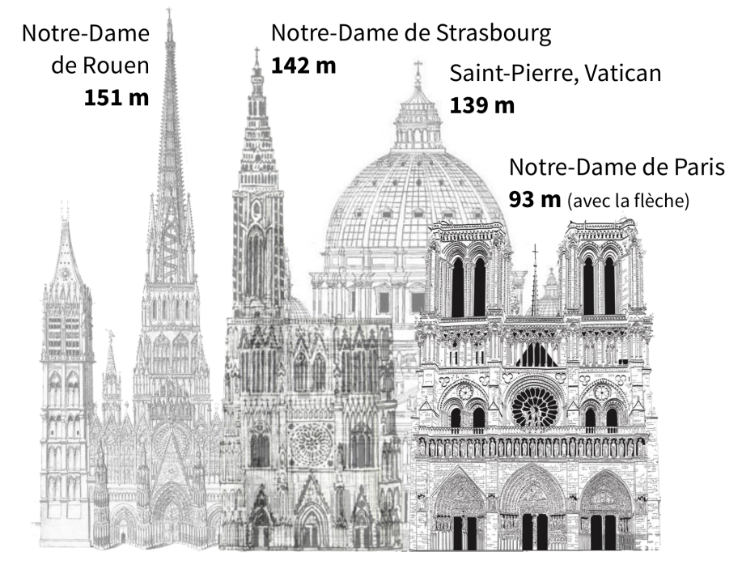 Notre-Dame
de Rouen
151 m
Notre-Dame de Strasbourg
142 m
Saint-Pierre, Vatican
139 m
Notre-Dame de Paris
93 m (avec la flèche)